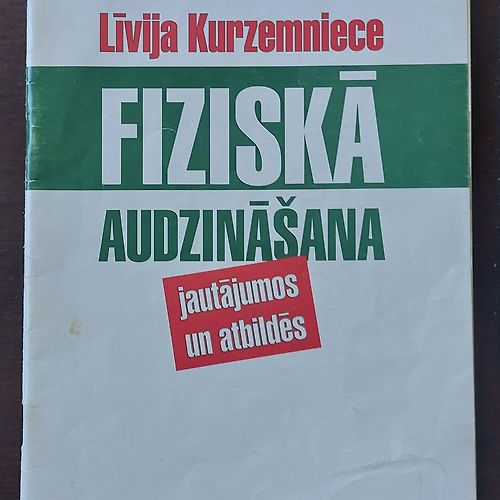 Līvija Kurzemniece
FIZISKĀ
AUDZINĀŠANA
jautājumos
un atbildēs